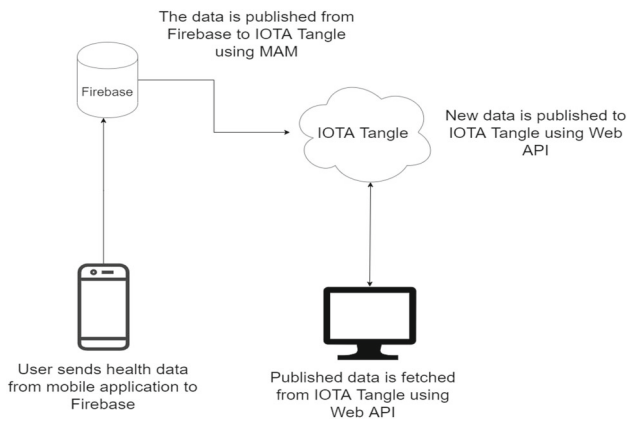 The data is published from
Firebase to IOTA Tangle
using MAM
Firebase
IOTA Tangle
New data is published to
IOTA Tangle using Web
API
User sends health data
from mobile application to
Firebase
Published data is fetched
from IOTA Tangle using
Web API